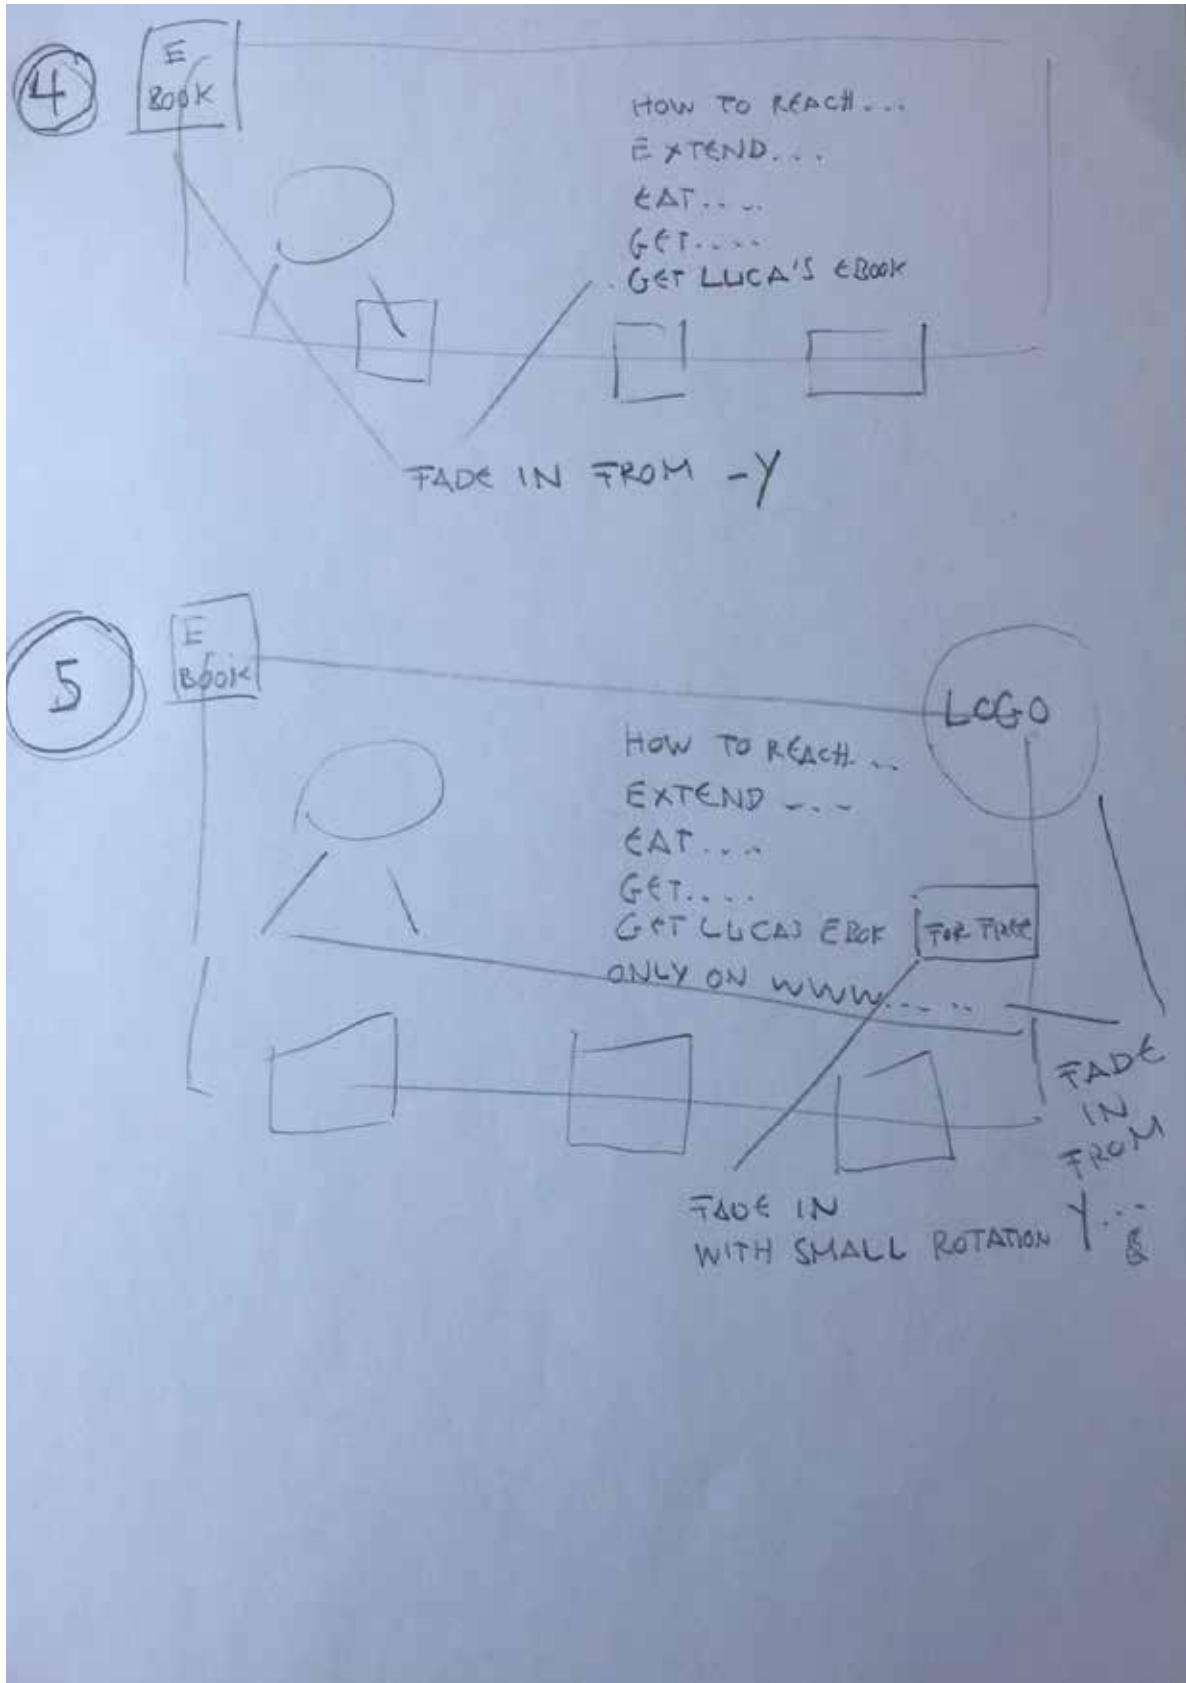 4
E
BOOK
HOW TO REACH...
EXTEND...
EAT....
GET....
GET LUCA'S EBOOK
FADE IN FROM -Y
5
E
BOOK
LOGO
HOW TO REACH...
EXTEND ....
EAT....
GET....
GET LUCAS EBOK
FOR FREE
ONLY ON WWW.....
FADE
IN
FROM
Y...
&
FADE IN
WITH SMALL ROTATION